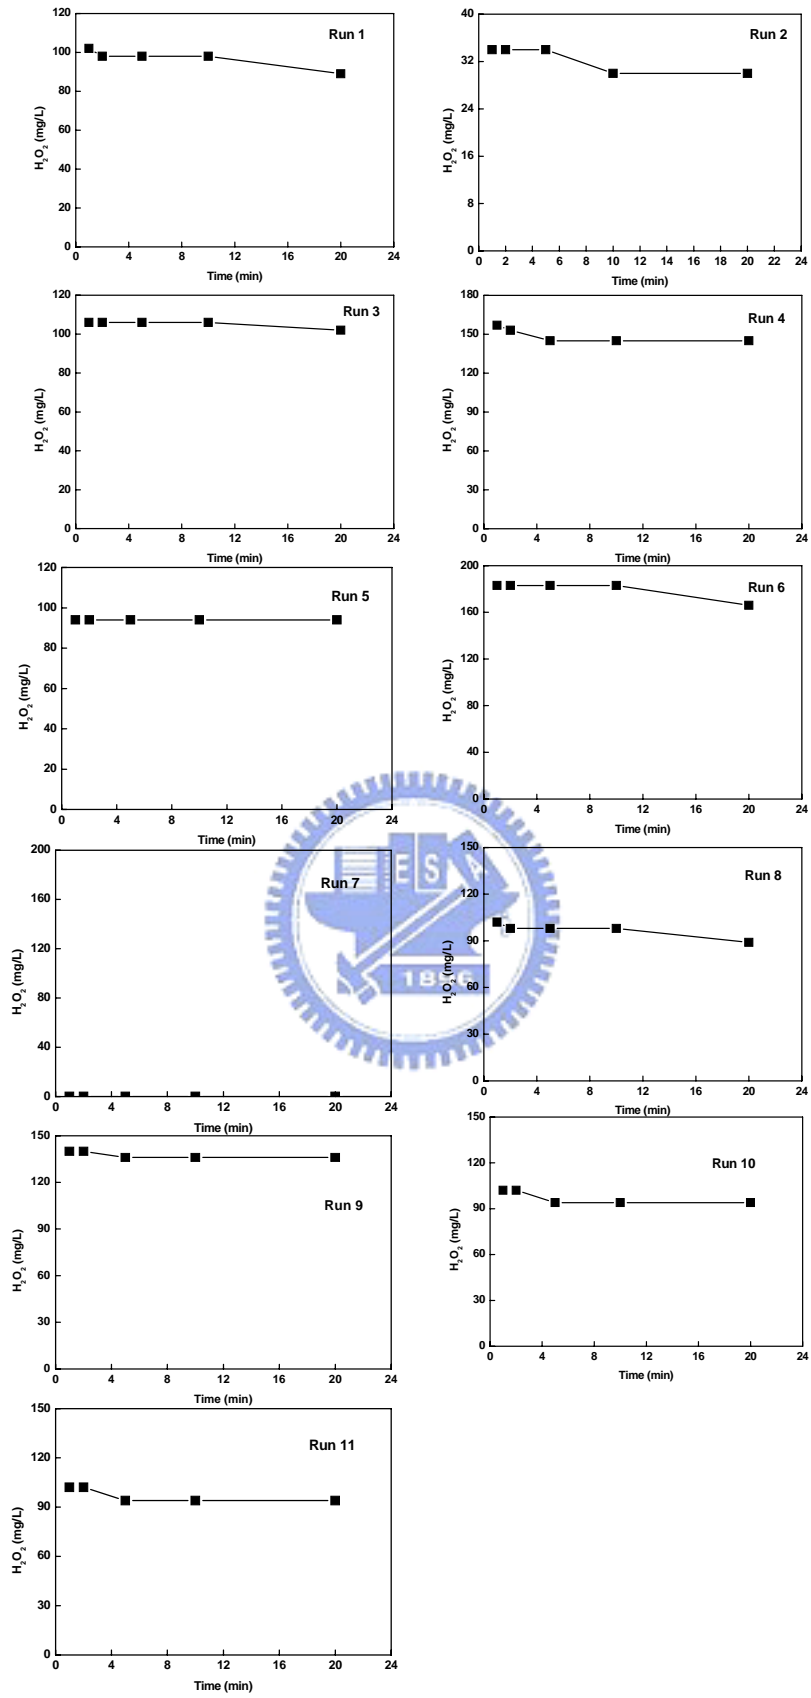 120
100
80
60
40
20
0
H₂O₂ (mg/L)
Run 1
0 4 8 12 16 20 24
Time (min)
40
36
32
28
24
20
16
12
8
4
0
H₂O₂ (mg/L)
Run 2
0 2 4 6 8 10 12 14 16 18 20 22 24
Time (min)
120
100
80
60
40
20
0
H₂O₂ (mg/L)
Run 3
0 4 8 12 16 20 24
Time (min)
180
150
120
90
60
30
0
H₂O₂ (mg/L)
Run 4
0 4 8 12 16 20 24
Time (min)
120
100
80
60
40
20
0
H₂O₂ (mg/L)
Run 5
0 4 8 12 16 20 24
Time (min)
200
160
120
80
40
0
H₂O₂ (mg/L)
Run 6
0 4 8 12 16 20 24
Time (min)
200
160
120
80
40
0
H₂O₂ (mg/L)
Run 7
0 4 8 12 16 20 24
Time (min)
E S A
1896
150
120
90
60
30
0
H₂O₂ (mg/L)
Run 8
0 4 8 12 16 20 24
Time (min)
150
120
90
60
30
0
H₂O₂ (mg/L)
Run 9
0 4 8 12 16 20 24
Time (min)
150
120
90
60
30
0
H₂O₂ (mg/L)
Run 10
0 4 8 12 16 20 24
Time (min)
150
120
90
60
30
0
H₂O₂ (mg/L)
Run 11
0 4 8 12 16 20 24
Time (min)